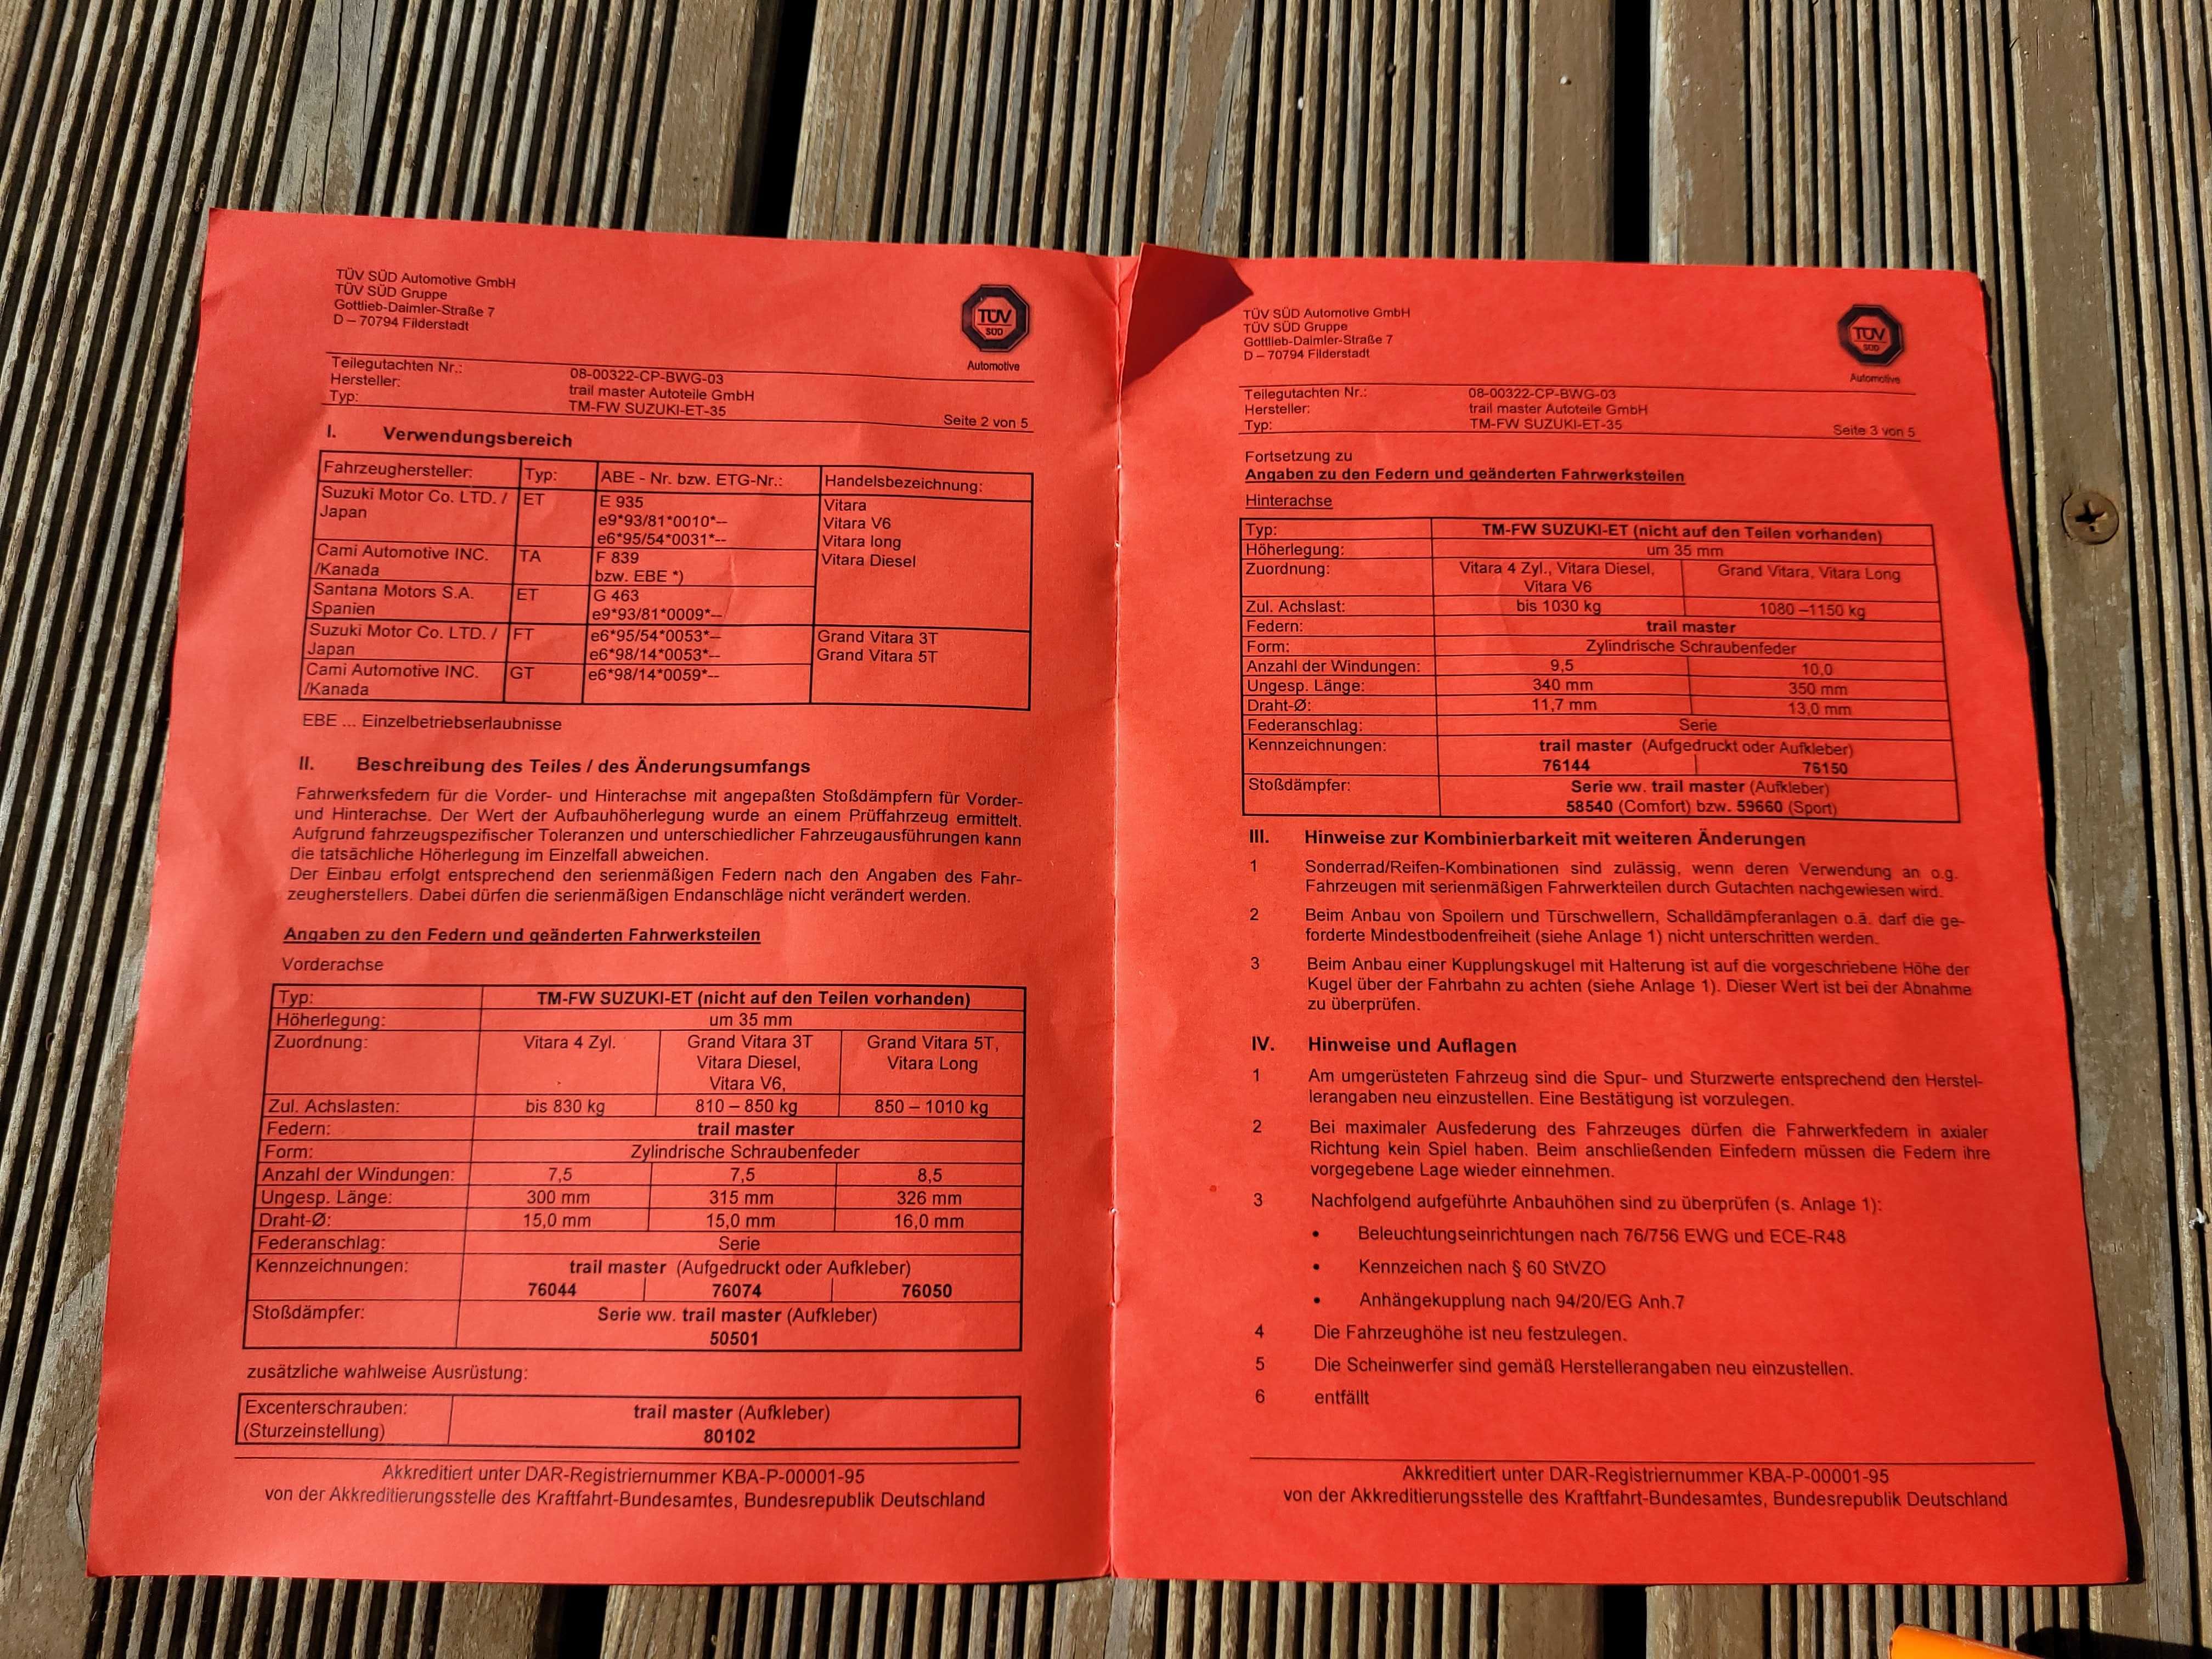 TÜV SÜD Automotive GmbH
TÜV SÜD Gruppe
Gottlieb-Daimler-Straße 7
D – 70794 Filderstadt
TÜV
SÜD
Automotive
Teilegutachten Nr.: 08-00322-CP-BWG-03
Hersteller: trail master Autoteile GmbH
Typ: TM-FW SUZUKI-ET-35
Seite 2 von 5
I. Verwendungsbereich
Fahrzeughersteller: Typ: ABE - Nr. bzw. ETG-Nr.: Handelsbezeichnung:
Suzuki Motor Co. LTD. / ET E 935 Vitara
Japan e9*93/81*0010*-- Vitara V6
e6*95/54*0031*-- Vitara long
Cami Automotive INC. TA F 839 Vitara Diesel
/Kanada bzw. EBE *)
Santana Motors S.A. ET G 463
Spanien e9*93/81*0009*--
Suzuki Motor Co. LTD. / FT e6*95/54*0053*-- Grand Vitara 3T
Japan e6*98/14*0053*-- Grand Vitara 5T
Cami Automotive INC. GT e6*98/14*0059*--
/Kanada
EBE ... Einzelbetriebserlaubnisse
II. Beschreibung des Teiles / des Änderungsumfangs
Fahrwerksfedern für die Vorder- und Hinterachse mit angepaßten Stoßdämpfern für Vorder-
und Hinterachse. Der Wert der Aufbauhöherlegung wurde an einem Prüffahrzeug ermittelt.
Aufgrund fahrzeugspezifischer Toleranzen und unterschiedlicher Fahrzeugausführungen kann
die tatsächliche Höherlegung im Einzelfall abweichen.
Der Einbau erfolgt entsprechend den serienmäßigen Federn nach den Angaben des Fahr-
zeugherstellers. Dabei dürfen die serienmäßigen Endanschläge nicht verändert werden.
Angaben zu den Federn und geänderten Fahrwerksteilen
Vorderachse
Typ: TM-FW SUZUKI-ET (nicht auf den Teilen vorhanden)
Höherlegung: um 35 mm
Zuordnung: Vitara 4 Zyl. Grand Vitara 3T Grand Vitara 5T,
Vitara Diesel, Vitara Long
Vitara V6,
Zul. Achslasten: bis 830 kg 810 – 850 kg 850 – 1010 kg
Federn: trail master
Form: Zylindrische Schraubenfeder
Anzahl der Windungen: 7,5 7,5 8,5
Ungesp. Länge: 300 mm 315 mm 326 mm
Draht-Ø: 15,0 mm 15,0 mm 16,0 mm
Federanschlag: Serie
Kennzeichnungen: trail master (Aufgedruckt oder Aufkleber)
76044 76074 76050
Stoßdämpfer: Serie ww. trail master (Aufkleber)
50501
zusätzliche wahlweise Ausrüstung:
Excenterschrauben: trail master (Aufkleber)
(Sturzeinstellung) 80102
Akkreditiert unter DAR-Registriernummer KBA-P-00001-95
von der Akkreditierungsstelle des Kraftfahrt-Bundesamtes, Bundesrepublik Deutschland
TÜV SÜD Automotive GmbH
TÜV SÜD Gruppe
Gottlieb-Daimler-Straße 7
D – 70794 Filderstadt
TÜV
SÜD
Automotive
Teilegutachten Nr.: 08-00322-CP-BWG-03
Hersteller: trail master Autoteile GmbH
Typ: TM-FW SUZUKI-ET-35
Seite 3 von 5
Fortsetzung zu
Angaben zu den Federn und geänderten Fahrwerksteilen
Hinterachse
Typ: TM-FW SUZUKI-ET (nicht auf den Teilen vorhanden)
Höherlegung: um 35 mm
Zuordnung: Vitara 4 Zyl., Vitara Diesel, Grand Vitara, Vitara Long
Vitara V6
Zul. Achslast: bis 1030 kg 1080 –1150 kg
Federn: trail master
Form: Zylindrische Schraubenfeder
Anzahl der Windungen: 9,5 10,0
Ungesp. Länge: 340 mm 350 mm
Draht-Ø: 11,7 mm 13,0 mm
Federanschlag: Serie
Kennzeichnungen: trail master (Aufgedruckt oder Aufkleber)
76144 76150
Stoßdämpfer: Serie ww. trail master (Aufkleber)
58540 (Comfort) bzw. 59660 (Sport)
III. Hinweise zur Kombinierbarkeit mit weiteren Änderungen
1 Sonderrad/Reifen-Kombinationen sind zulässig, wenn deren Verwendung an o.g.
Fahrzeugen mit serienmäßigen Fahrwerkteilen durch Gutachten nachgewiesen wird.
2 Beim Anbau von Spoilern und Türschwellern, Schalldämpferanlagen o.ä. darf die ge-
forderte Mindestbodenfreiheit (siehe Anlage 1) nicht unterschritten werden.
3 Beim Anbau einer Kupplungskugel mit Halterung ist auf die vorgeschriebene Höhe der
Kugel über der Fahrbahn zu achten (siehe Anlage 1). Dieser Wert ist bei der Abnahme
zu überprüfen.
IV. Hinweise und Auflagen
1 Am umgerüsteten Fahrzeug sind die Spur- und Sturzwerte entsprechend den Herstel-
lerangaben neu einzustellen. Eine Bestätigung ist vorzulegen.
2 Bei maximaler Ausfederung des Fahrzeuges dürfen die Fahrwerkfedern in axialer
Richtung kein Spiel haben. Beim anschließenden Einfedern müssen die Federn ihre
vorgegebene Lage wieder einnehmen.
3 Nachfolgend aufgeführte Anbauhöhen sind zu überprüfen (s. Anlage 1):
• Beleuchtungseinrichtungen nach 76/756 EWG und ECE-R48
• Kennzeichen nach § 60 StVZO
• Anhängekupplung nach 94/20/EG Anh.7
4 Die Fahrzeughöhe ist neu festzulegen.
5 Die Scheinwerfer sind gemäß Herstellerangaben neu einzustellen.
6 entfällt
Akkreditiert unter DAR-Registriernummer KBA-P-00001-95
von der Akkreditierungsstelle des Kraftfahrt-Bundesamtes, Bundesrepublik Deutschland